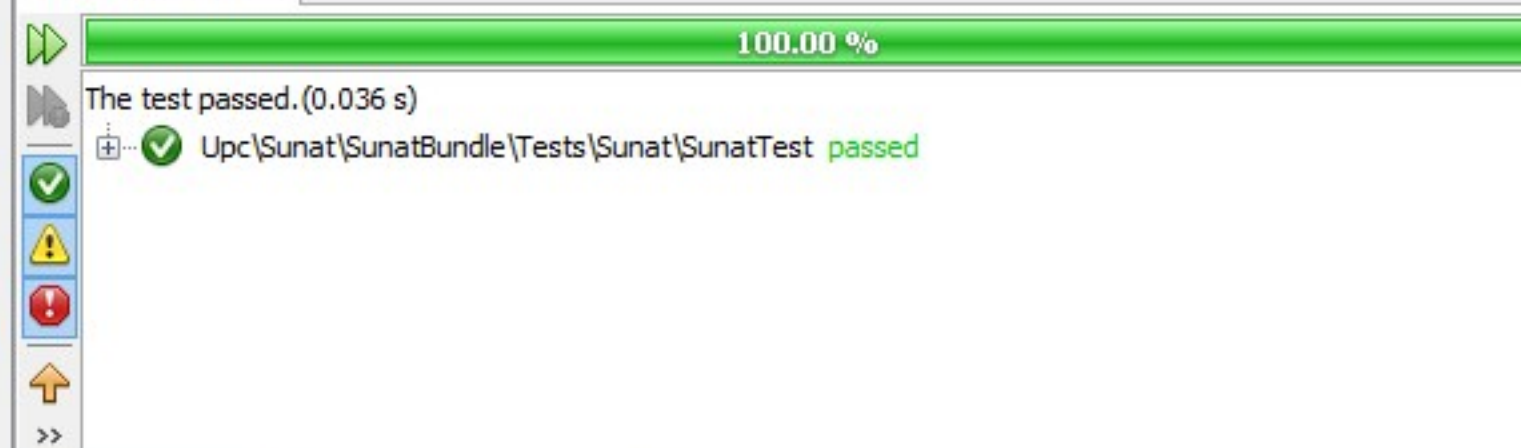 100.00 %
The test passed.(0.036 s)
Upc\Sunat\SunatBundle\Tests\Sunat\SunatTest passed
>>